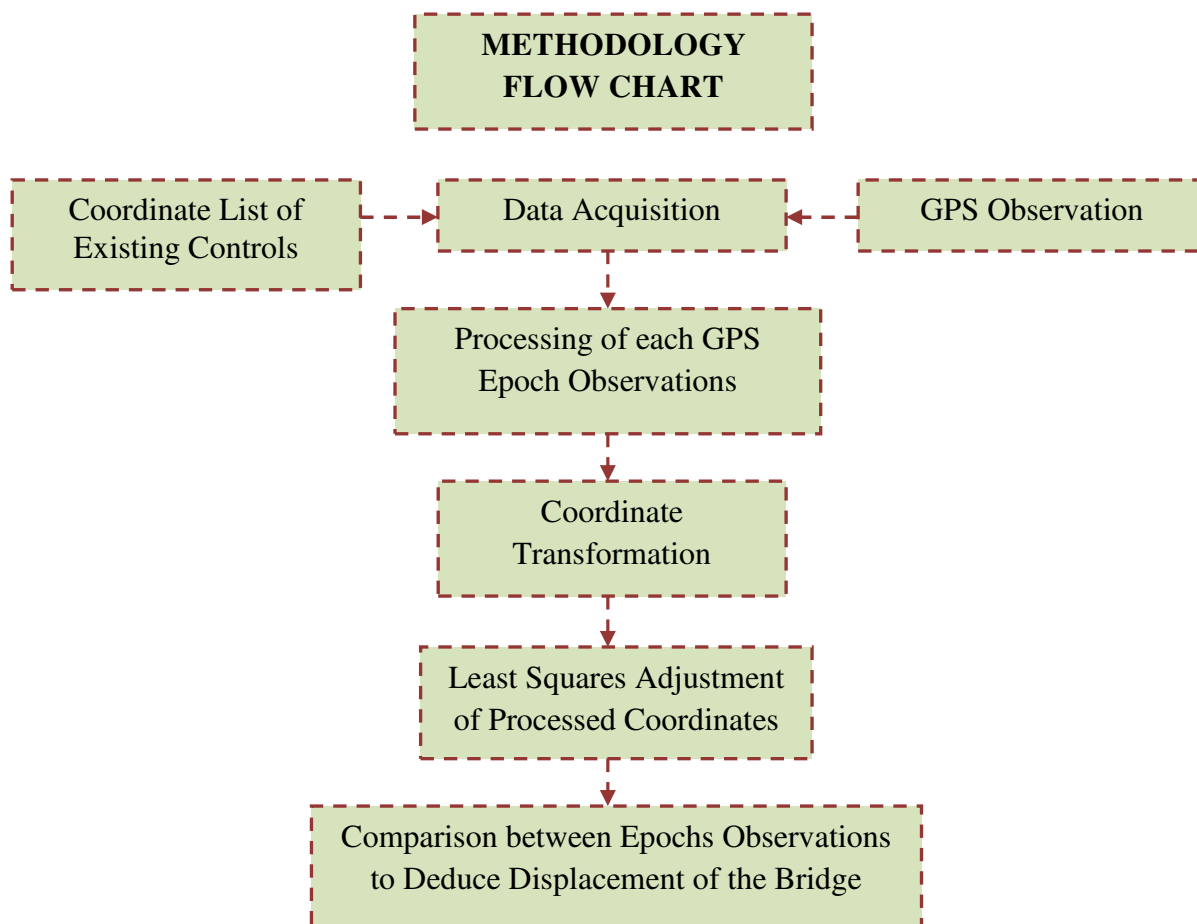 METHODOLOGY
FLOW CHART
Coordinate List of
Existing Controls
Data Acquisition
GPS Observation
Processing of each GPS
Epoch Observations
Coordinate
Transformation
Least Squares Adjustment
of Processed Coordinates
Comparison between Epochs Observations
to Deduce Displacement of the Bridge